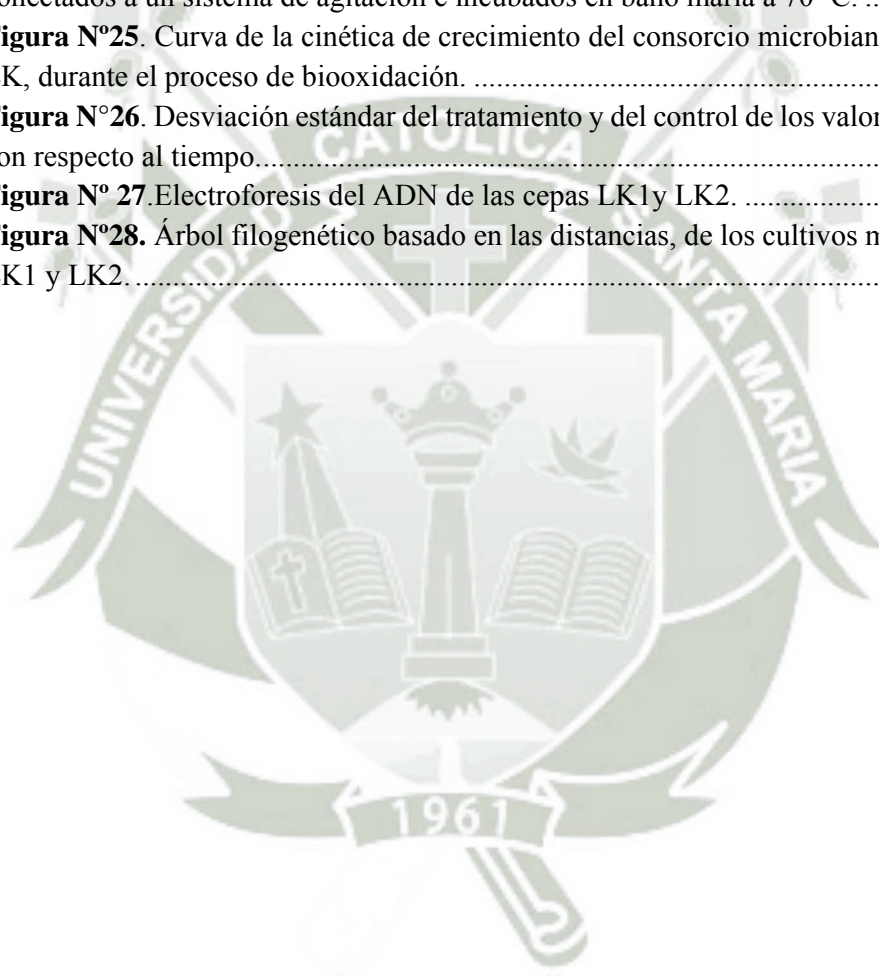 onectados a un sistema de agitación e incubados en baño maría a 70 °C. ..
igura Nº25. Curva de la cinética de crecimiento del consorcio microbian
K, durante el proceso de biooxidación. ..........................................................
igura N°26. Desviación estándar del tratamiento y del control de los valor
on respecto al tiempo.........................................................................................
igura Nº 27.Electroforesis del ADN de las cepas LK1y LK2. ...................
igura Nº28. Árbol filogenético basado en las distancias, de los cultivos m
K1 y LK2. ..........................................................................................................
UNIVERSIDAD CATOLICA SANTA MARIA
1961